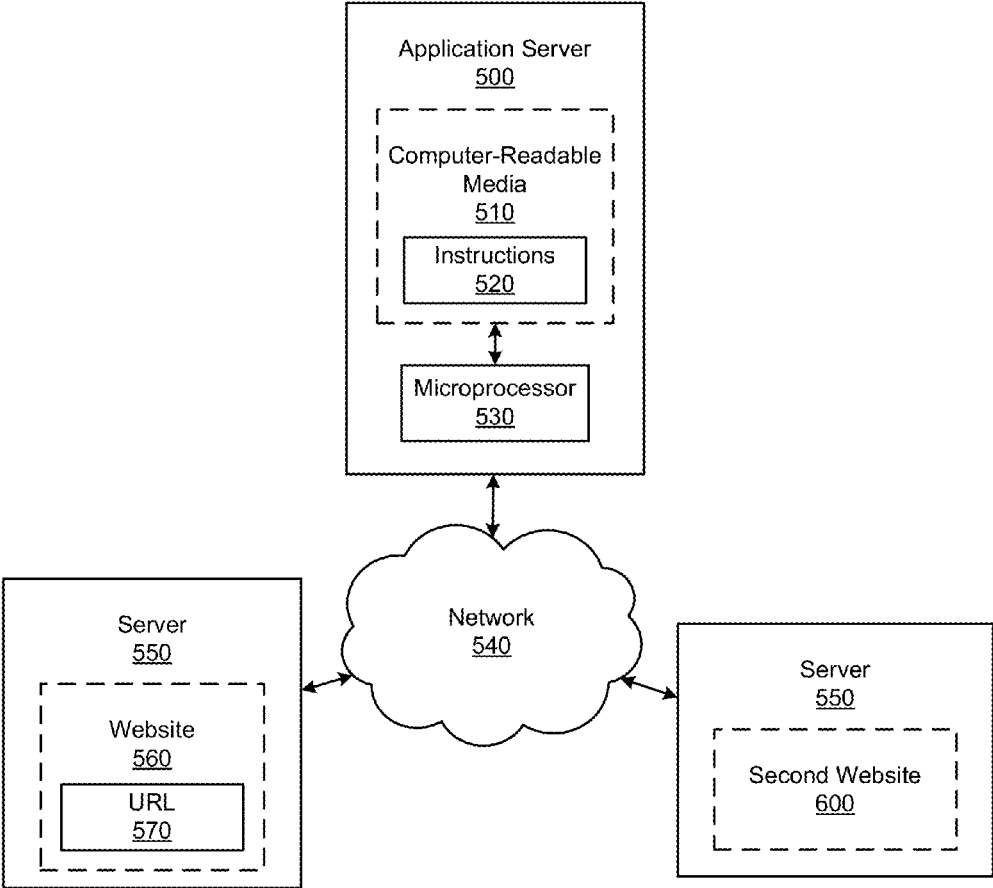 Application Server
500
Computer-Readable
Media
510
Instructions
520
Microprocessor
530
Network
540
Server
550
Website
560
URL
570
Server
550
Second Website
600